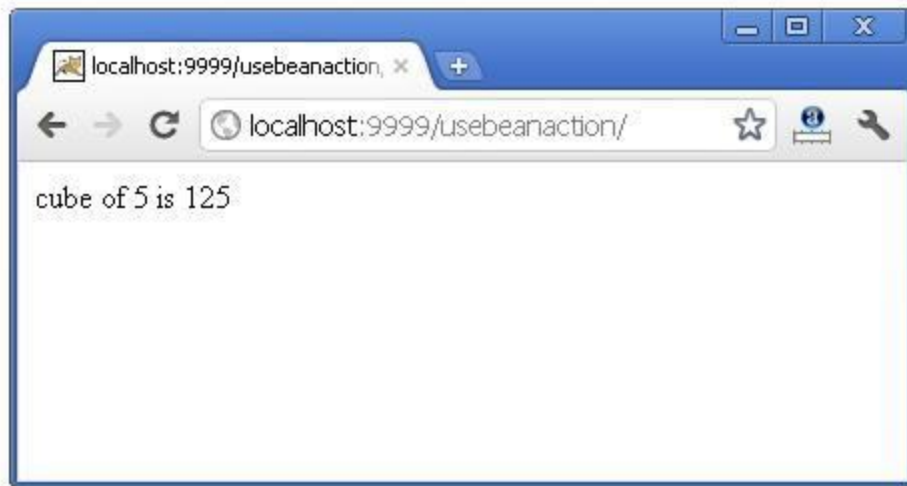 localhost:9999/usebeanaction,
localhost:9999/usebeanaction/
a
cube of 5 is 125